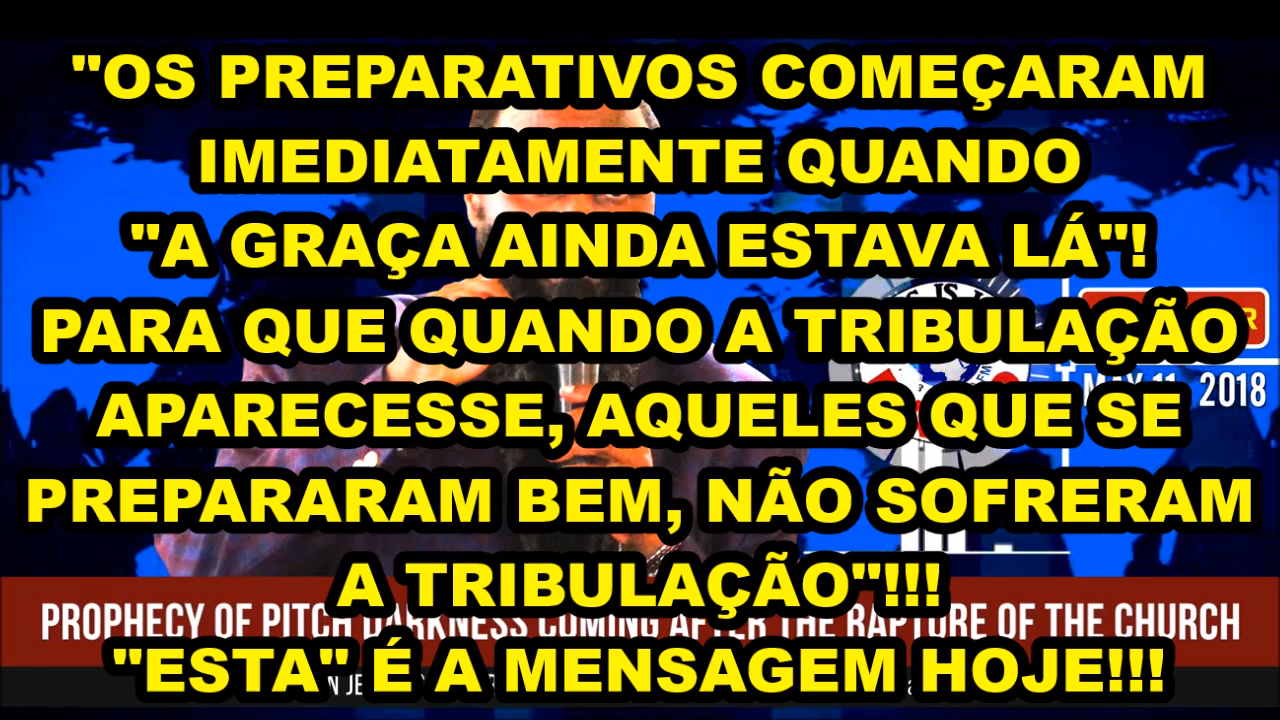 "OS PREPARATIVOS COMEÇARAM
IMEDIATAMENTE QUANDO
"A GRAÇA AINDA ESTAVA LÁ"!
PARA QUE QUANDO A TRIBULAÇÃO
APARECESSE, AQUELES QUE SE
MAY 11, 2018
PREPARARAM BEM, NÃO SOFRERAM
A TRIBULAÇÃO"!!!
PROPHECY OF PITCH DARKNESS COMING AFTER THE RAPTURE OF THE CHURCH
"ESTA" É A MENSAGEM HOJE!!!